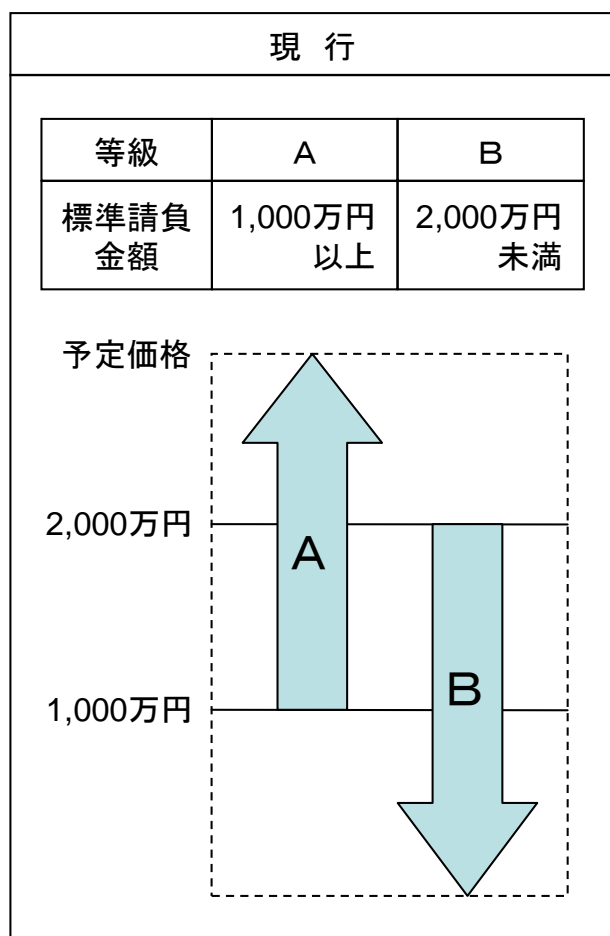 現 行
等級 A B
標準請負 1,000万円 2,000万円
金額 以上 未満
予定価格
2,000万円
A
B
1,000万円